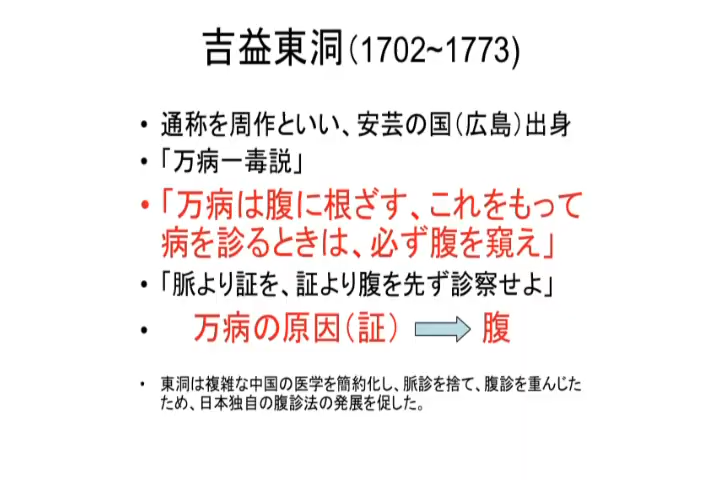 吉益東洞(1702~1773)
• 通称を周作といい、安芸の国(広島)出身
• 「万病一毒説」
• 「万病は腹に根ざす、これをもって
病を診るときは、必ず腹を窺え」
• 「脈より証を、証より腹を先ず診察せよ」
• 万病の原因(証) 腹
• 東洞は複雑な中国の医学を簡約化し、脈診を捨て、腹診を重んじた
ため、日本独自の腹診法の発展を促した。